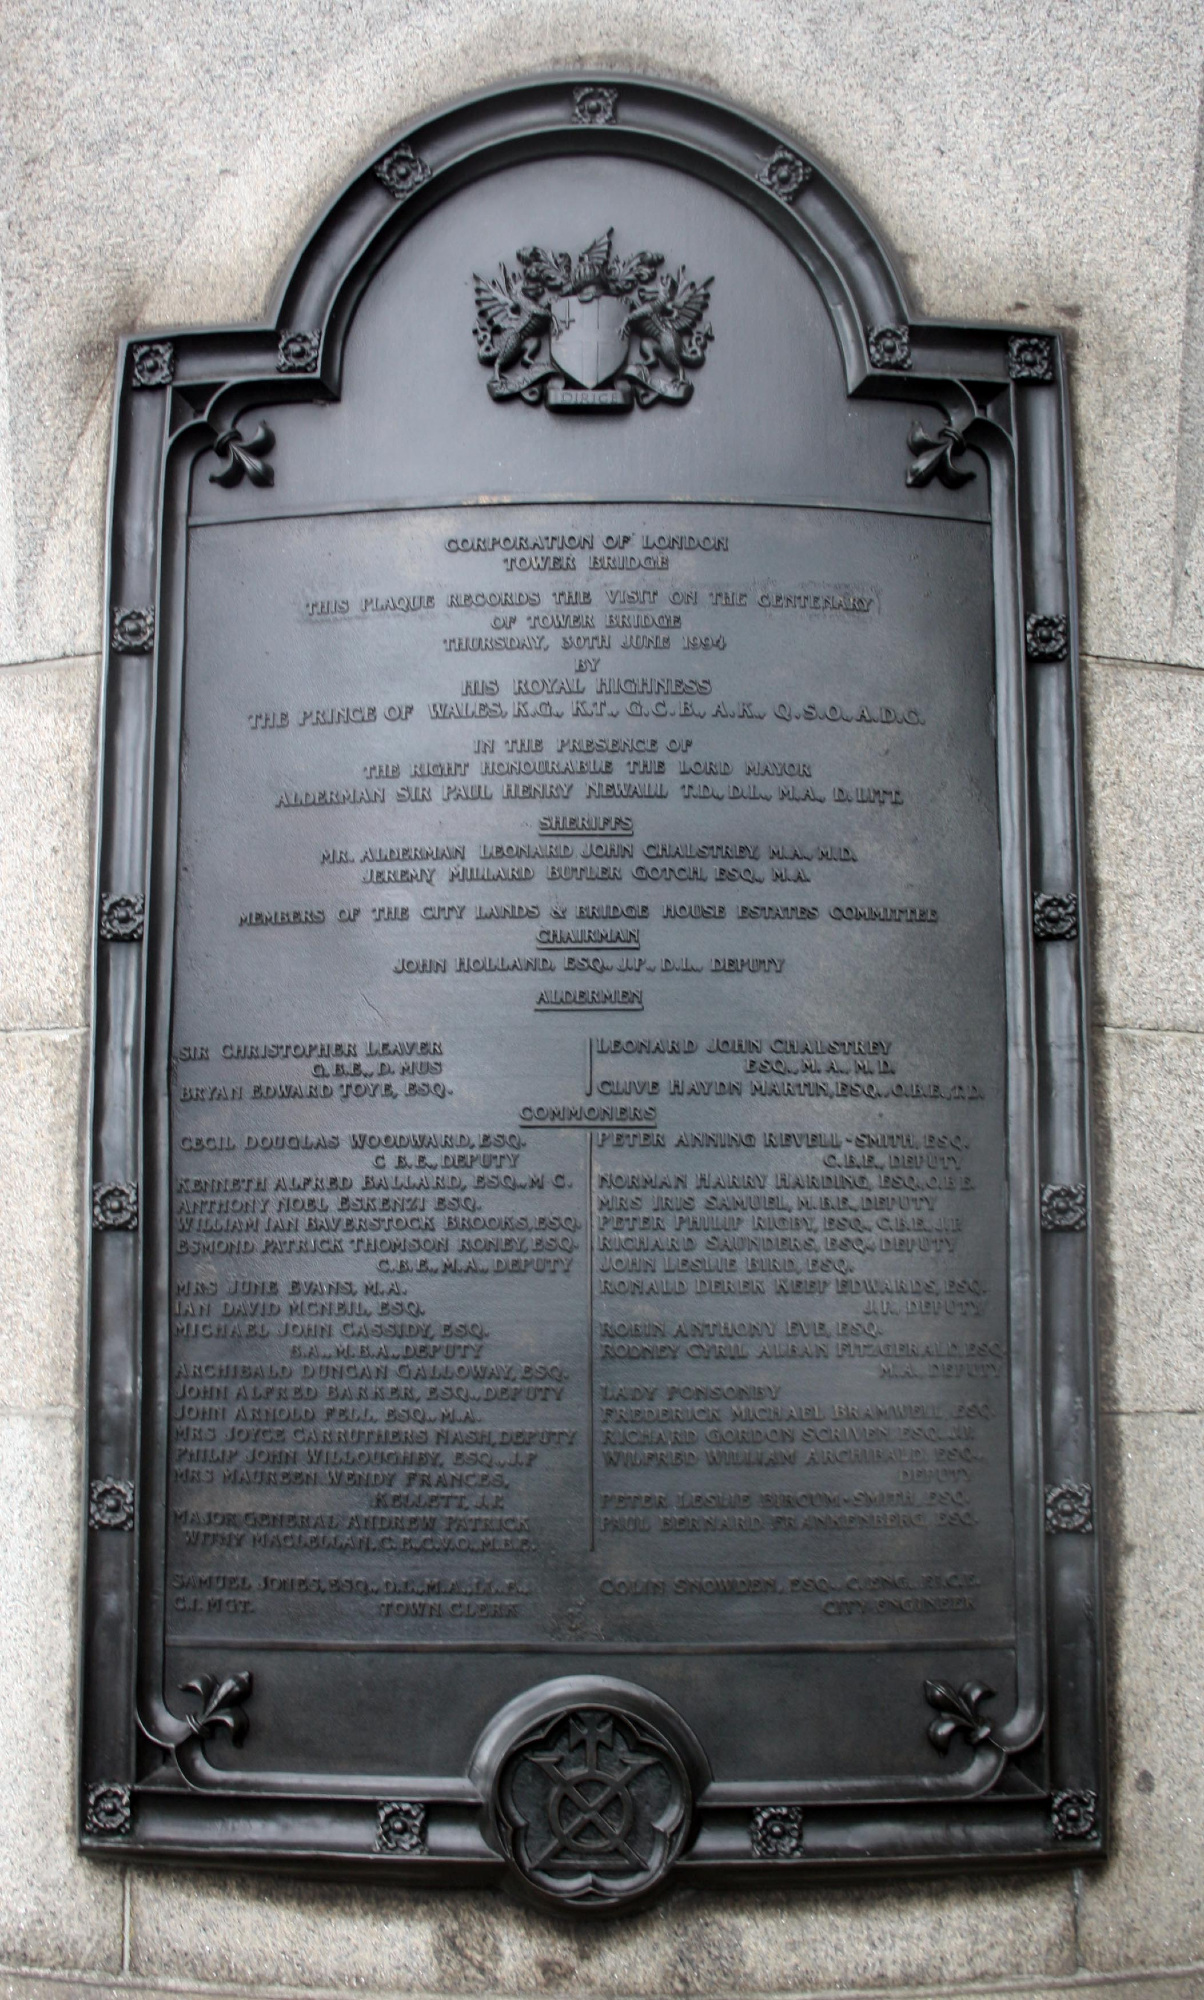 DIRIGE
CORPORATION OF LONDON
TOWER BRIDGE
THIS PLAQUE RECORDS THE VISIT ON THE CENTENARY
OF TOWER BRIDGE
THURSDAY, 30TH JUNE 1994
BY
HIS ROYAL HIGHNESS
THE PRINCE OF WALES, K.G., K.T., G.C.B., A.K., Q.S.O., A.D.C.
IN THE PRESENCE OF
THE RIGHT HONOURABLE THE LORD MAYOR
ALDERMAN SIR PAUL HENRY NEWALL T.D., D.L., M.A., D. LITT.
SHERIFFS
MR. ALDERMAN LEONARD JOHN CHALSTREY, M.A., M.D.
JEREMY MILLARD BUTLER GOTCH, ESQ., M.A.
MEMBERS OF THE CITY LANDS & BRIDGE HOUSE ESTATES COMMITTEE
CHAIRMAN
JOHN HOLLAND, ESQ., J.P., D.L., DEPUTY
ALDERMEN
SIR CHRISTOPHER LEAVER
G.B.E., D. MUS
BRYAN EDWARD TOYE, ESQ.
LEONARD JOHN CHALSTREY
ESQ., M.A., M.D.
CLIVE HAYDN MARTIN, ESQ., O.B.E., T.D.
COMMONERS
CECIL DOUGLAS WOODWARD, ESQ.
C.B.E., DEPUTY
KENNETH ALFRED BALLARD, ESQ., M.C.
ANTHONY NOEL ESKENZI ESQ.
WILLIAM IAN BAVERSTOCK BROOKS, ESQ.
ESMOND PATRICK THOMSON RONEY, ESQ.
C.B.E., M.A., DEPUTY
MRS JUNE EVANS, M.A.
IAN DAVID MCNEIL, ESQ.
MICHAEL JOHN CASSIDY, ESQ.
B.A., M.B.A., DEPUTY
ARCHIBALD DUNCAN GALLOWAY, ESQ.
JOHN ALFRED BARKER, ESQ., DEPUTY
JOHN ARNOLD FELL, ESQ., M.A.
MRS JOYCE CARRUTHERS NASH, DEPUTY
PHILIP JOHN WILLOUGHBY, ESQ., J.P
MRS MAUREEN WENDY FRANCES,
KELLETT, J.P.
MAJOR GENERAL ANDREW PATRICK
WITHY MACLELLAN, C.B., C.V.O., M.B.E.
PETER ANNING REVELL-SMITH, ESQ.
C.B.E., DEPUTY
NORMAN HARRY HARDING, ESQ. O.B.E.
MRS IRIS SAMUEL, M.B.E., DEPUTY
PETER PHILIP RIGBY, ESQ., C.B.E., J.P.
RICHARD SAUNDERS, ESQ., DEPUTY
JOHN LESLIE BIRD, ESQ.
RONALD DEREK KEEF EDWARDS, ESQ.
J.P., DEPUTY
ROBIN ANTHONY EVE, ESQ.
RODNEY CYRIL ALBAN FITZGERALD, ESQ
M.A., DEPUTY
LADY PONSONBY
FREDERICK MICHAEL BRAMWELL, ESQ.
RICHARD GORDON SCRIVEN ESQ., J.P.
WILFRED WILLIAM ARCHIBALD, ESQ.,
DEPUTY
PETER LESLIE BIRCUM-SMITH, ESQ.
PAUL BERNARD FRANKENBERG, ESQ.
SAMUEL JONES, ESQ., D.L., M.A., LL.B.,
C.I. MGT. TOWN CLERK
COLIN SNOWDEN, ESQ., C.ENG., F.I.C.E.
CITY ENGINEER